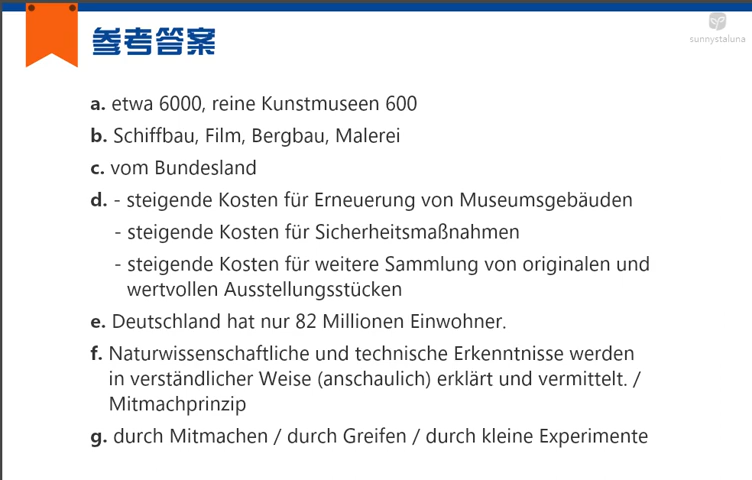 参考答案
sunnystaluna
a. etwa 6000, reine Kunstmuseen 600
b. Schiffbau, Film, Bergbau, Malerei
c. vom Bundesland
d. - steigende Kosten für Erneuerung von Museumsgebäuden
- steigende Kosten für Sicherheitsmaßnahmen
- steigende Kosten für weitere Sammlung von originalen und
wertvollen Ausstellungsstücken
e. Deutschland hat nur 82 Millionen Einwohner.
f. Naturwissenschaftliche und technische Erkenntnisse werden
in verständlicher Weise (anschaulich) erklärt und vermittelt. /
Mitmachprinzip
g. durch Mitmachen / durch Greifen / durch kleine Experimente